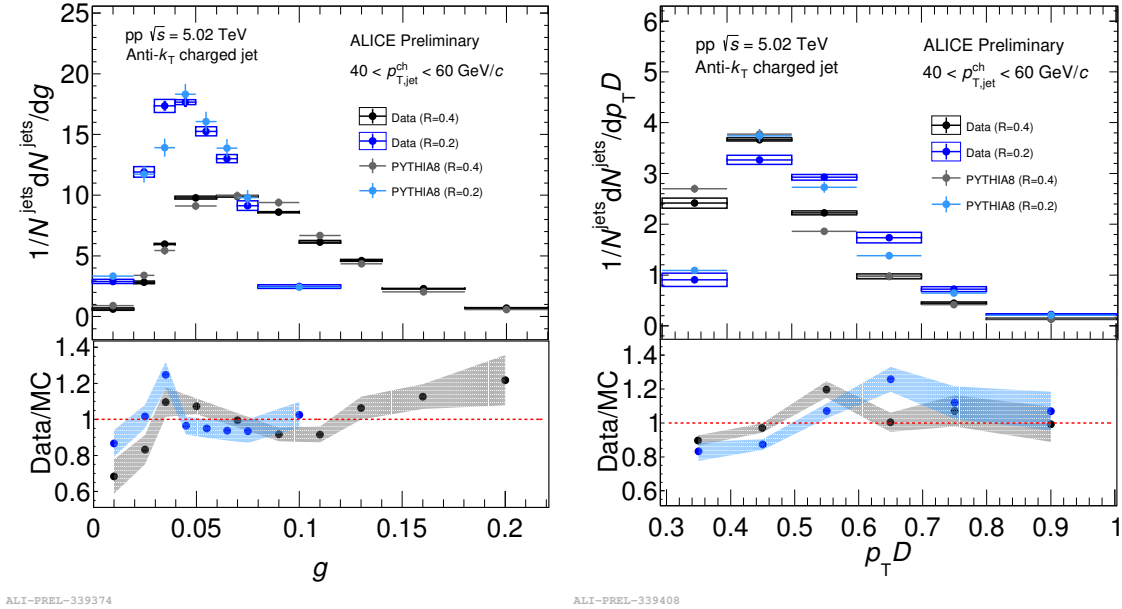 pp √s = 5.02 TeV
Anti-kT charged jet
ALICE Preliminary
40 < p^ch_T,jet < 60 GeV/c
Data (R=0.4)
Data (R=0.2)
PYTHIA8 (R=0.4)
PYTHIA8 (R=0.2)
1/N^jets dN^jets/dg
25
20
15
10
5
0
Data/MC
1.4
1.2
1
0.8
0.6
0
0.05
0.1
0.15
0.2
g
ALI-PREL-339374
pp √s = 5.02 TeV
Anti-kT charged jet
ALICE Preliminary
40 < p^ch_T,jet < 60 GeV/c
Data (R=0.4)
Data (R=0.2)
PYTHIA8 (R=0.4)
PYTHIA8 (R=0.2)
1/N^jets dN^jets/dp_T D
6
5
4
3
2
1
0
Data/MC
1.4
1.2
1
0.8
0.6
0.3
0.4
0.5
0.6
0.7
0.8
0.9
1
p_T D
ALI-PREL-339408